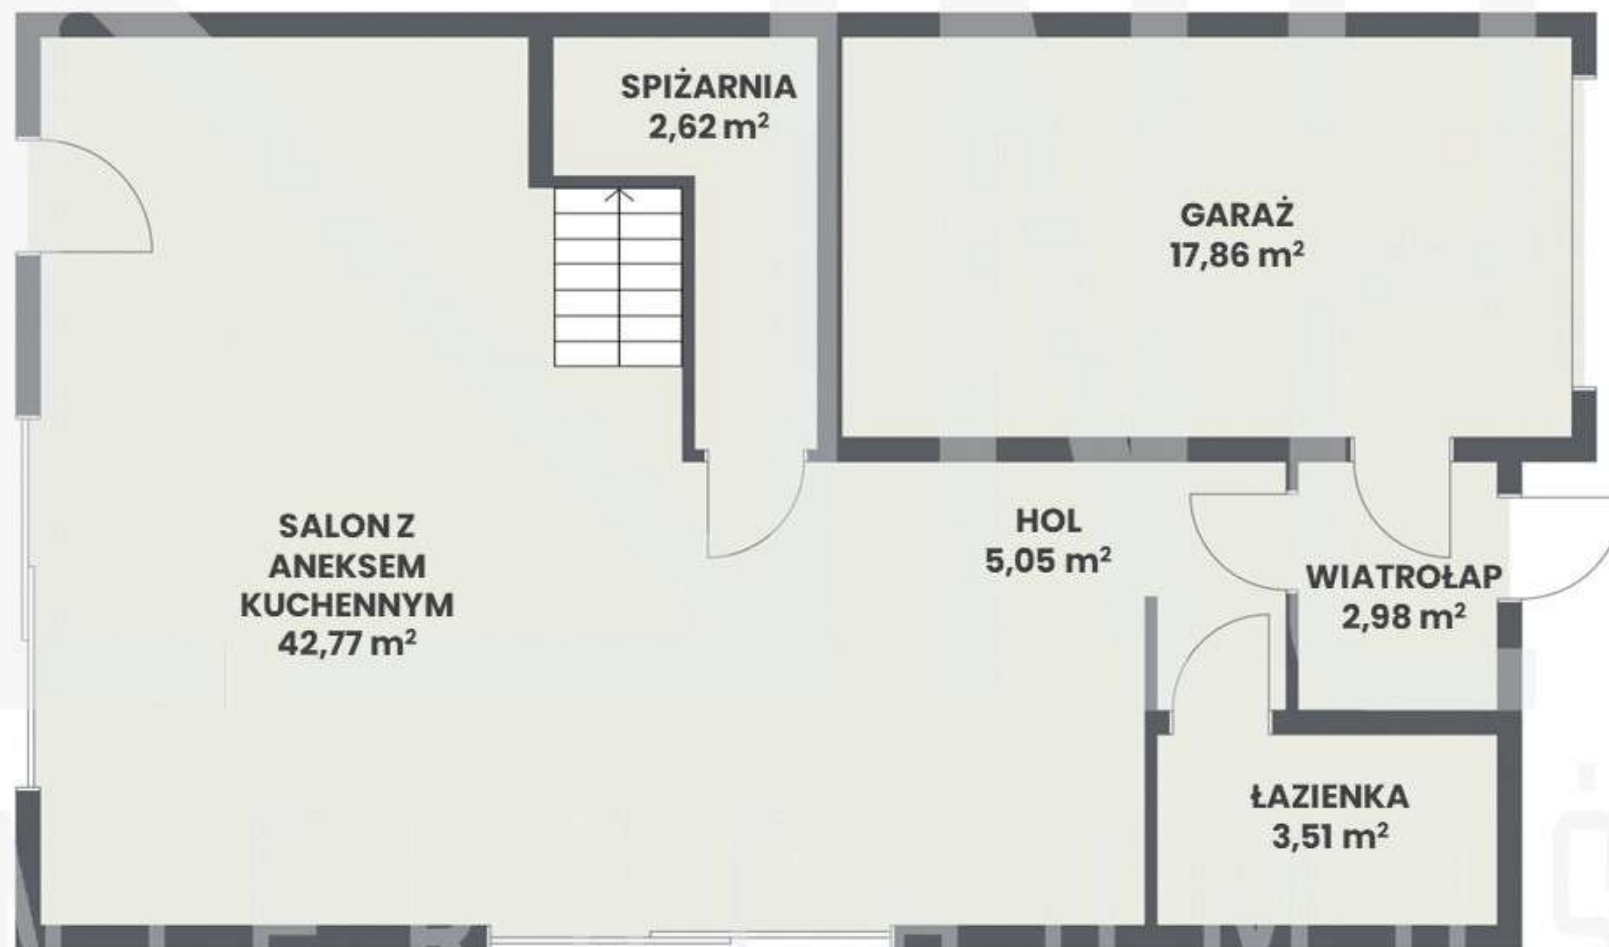 SPIŻARNIA
2,62 m²
GARAŻ
17,86 m²
SALON Z
ANEKSEM
KUCHENNYM
42,77 m²
HOL
5,05 m²
WIATROŁAP
2,98 m²
ŁAZIENKA
3,51 m²